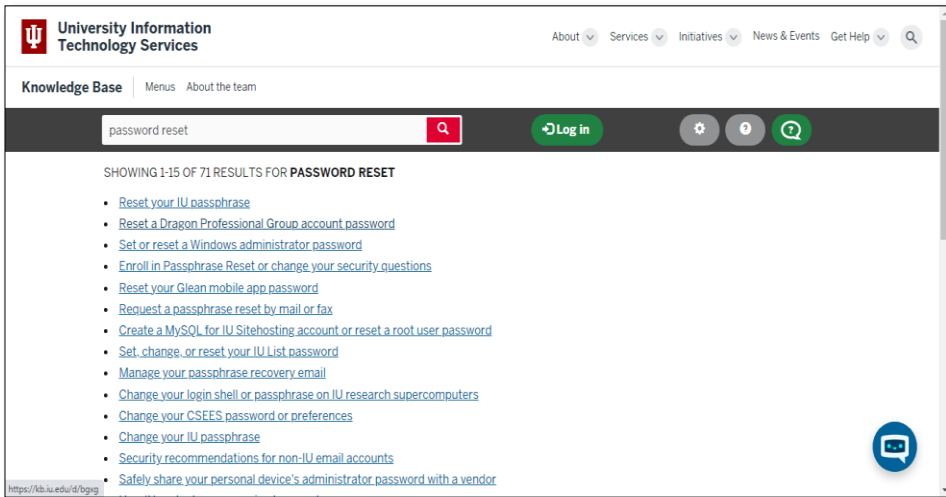 University Information
Technology Services
About Services Initiatives News & Events Get Help
Knowledge Base Menus About the team
password reset Log in
SHOWING 1-15 OF 71 RESULTS FOR PASSWORD RESET
Reset your IU passphrase
Reset a Dragon Professional Group account password
Set or reset a Windows administrator password
Enroll in Passphrase Reset or change your security questions
Reset your Glean mobile app password
Request a passphrase reset by mail or fax
Create a MySQL for IU Sitehosting account or reset a root user password
Set, change, or reset your IU List password
Manage your passphrase recovery email
Change your login shell or passphrase on IU research supercomputers
Change your CSEES password or preferences
Change your IU passphrase
Security recommendations for non-IU email accounts
Safely share your personal device's administrator password with a vendor
https://kb.iu.edu/d/bgxg